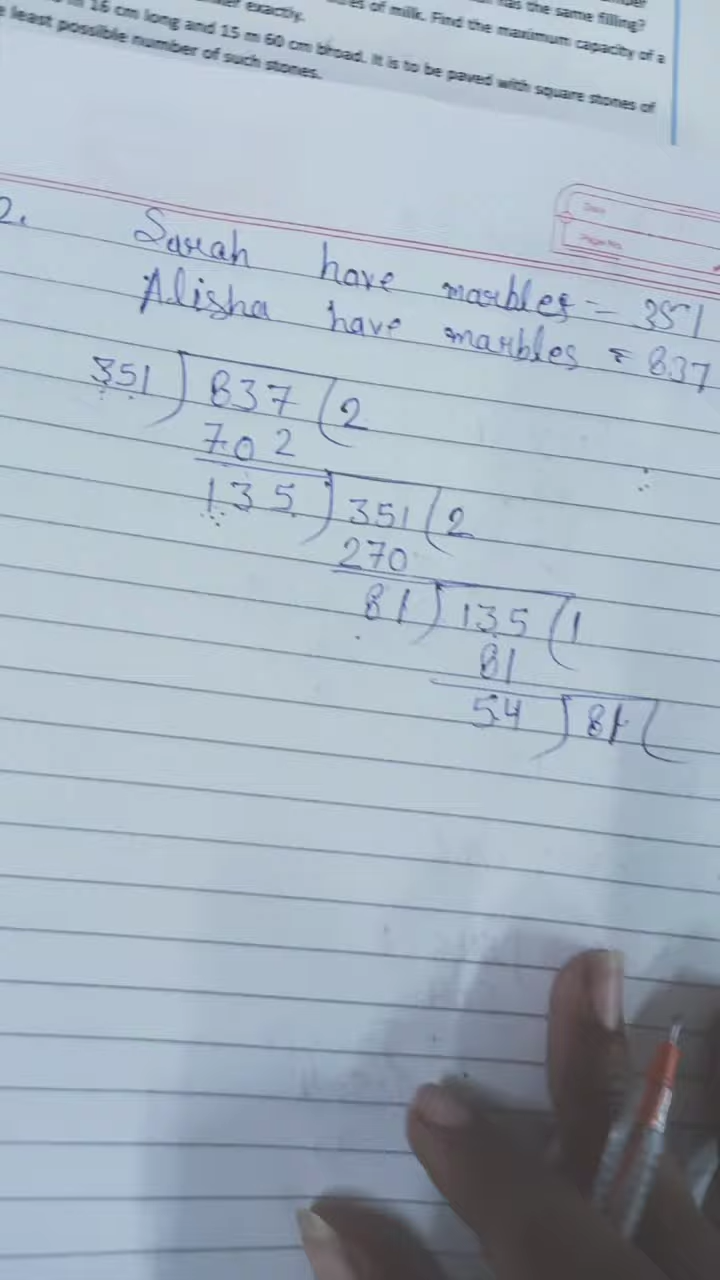 has the same filling?
es of milk. Find the maximum capacity of a
exactly.
16 cm long and 15 m 60 cm broad. It is to be paved with square stones of
least possible number of such stones.
2.
Sarah have marbles = 351
Alisha have marbles = 837
351 ) 837 ( 2
702
135 ) 351 ( 2
270
81 ) 135 ( 1
81
54 ) 81 (